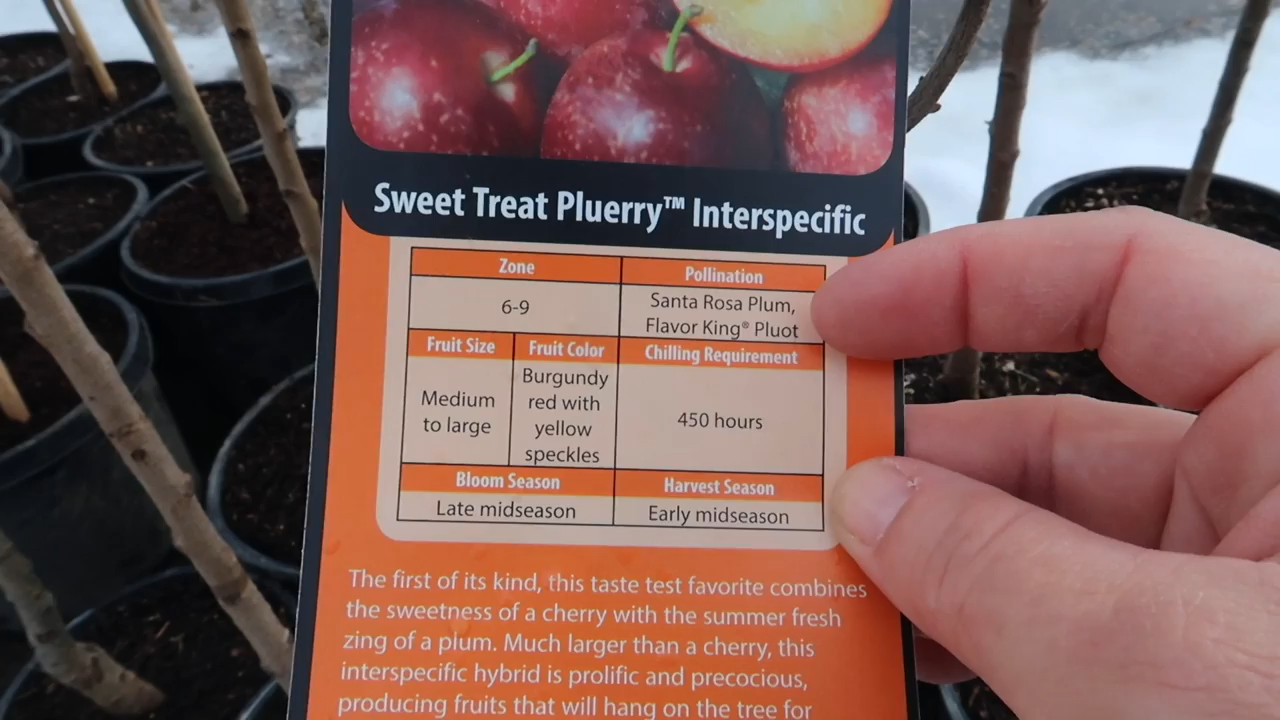 Sweet Treat Pluerry™ Interspecific
Zone
Pollination
6-9
Santa Rosa Plum,
Flavor King® Pluot
Fruit Size
Fruit Color
Chilling Requirement
Medium
to large
Burgundy
red with
yellow
speckles
450 hours
Bloom Season
Harvest Season
Late midseason
Early midseason
The first of its kind, this taste test favorite combines
the sweetness of a cherry with the summer fresh
zing of a plum. Much larger than a cherry, this
interspecific hybrid is prolific and precocious,
producing fruits that will hang on the tree for